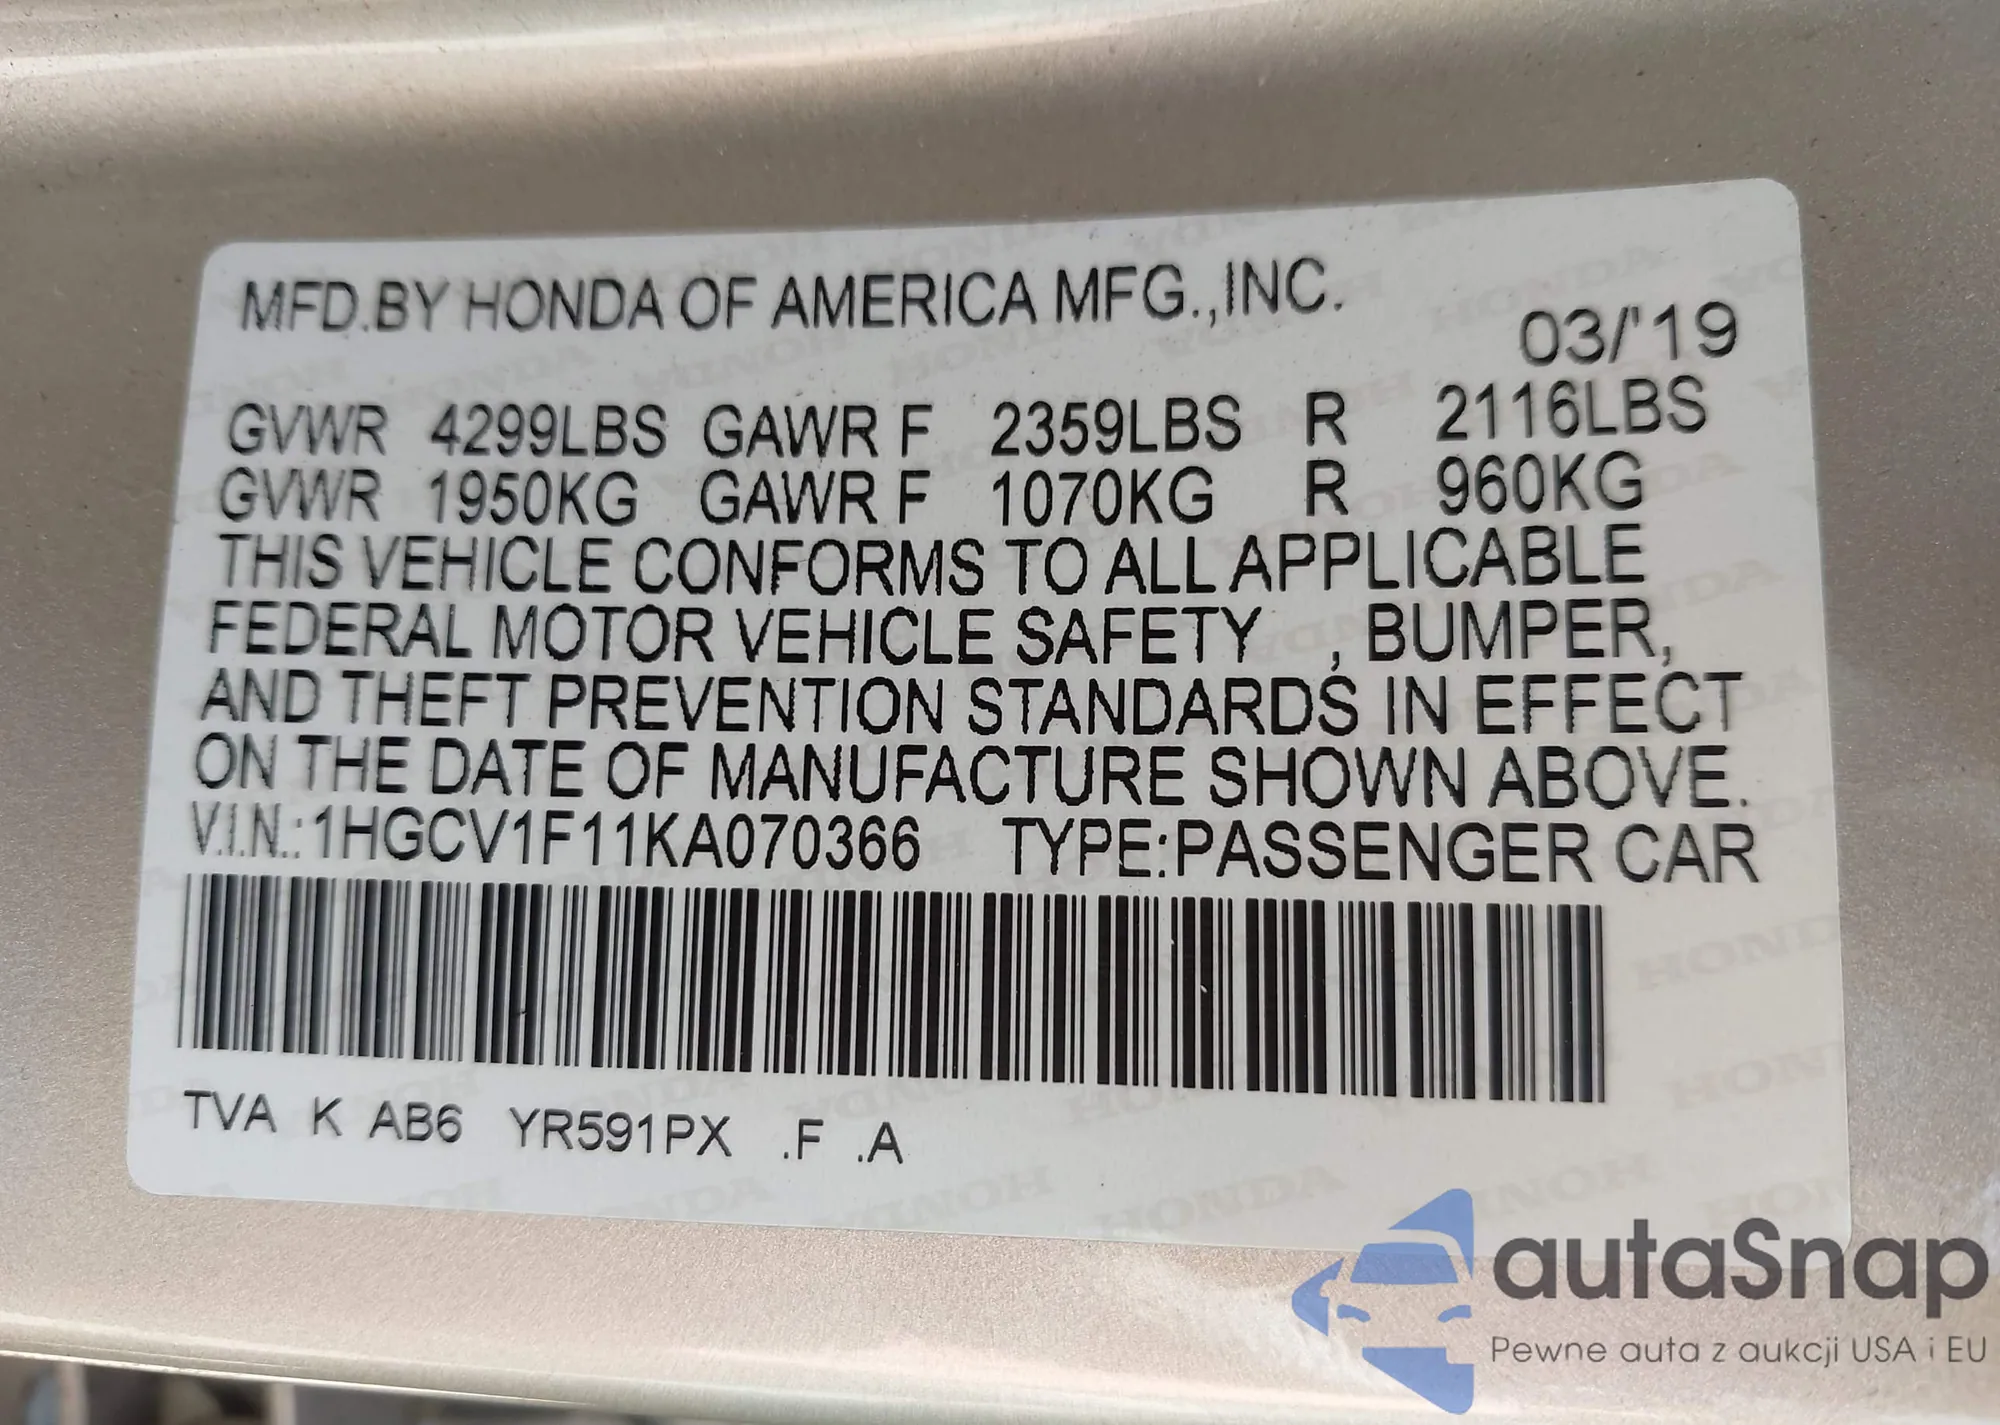 MFD.BY HONDA OF AMERICA MFG.,INC.
03/'19
GVWR 4299LBS GAWR F 2359LBS R 2116LBS
GVWR 1950KG GAWR F 1070KG R 960KG
THIS VEHICLE CONFORMS TO ALL APPLICABLE
FEDERAL MOTOR VEHICLE SAFETY , BUMPER,
AND THEFT PREVENTION STANDARDS IN EFFECT
ON THE DATE OF MANUFACTURE SHOWN ABOVE.
V.I.N.:1HGCV1F11KA070366 TYPE:PASSENGER CAR
TVA K AB6 YR591PX .F .A
autaSnap
Pewne auta z aukcji USA i EU